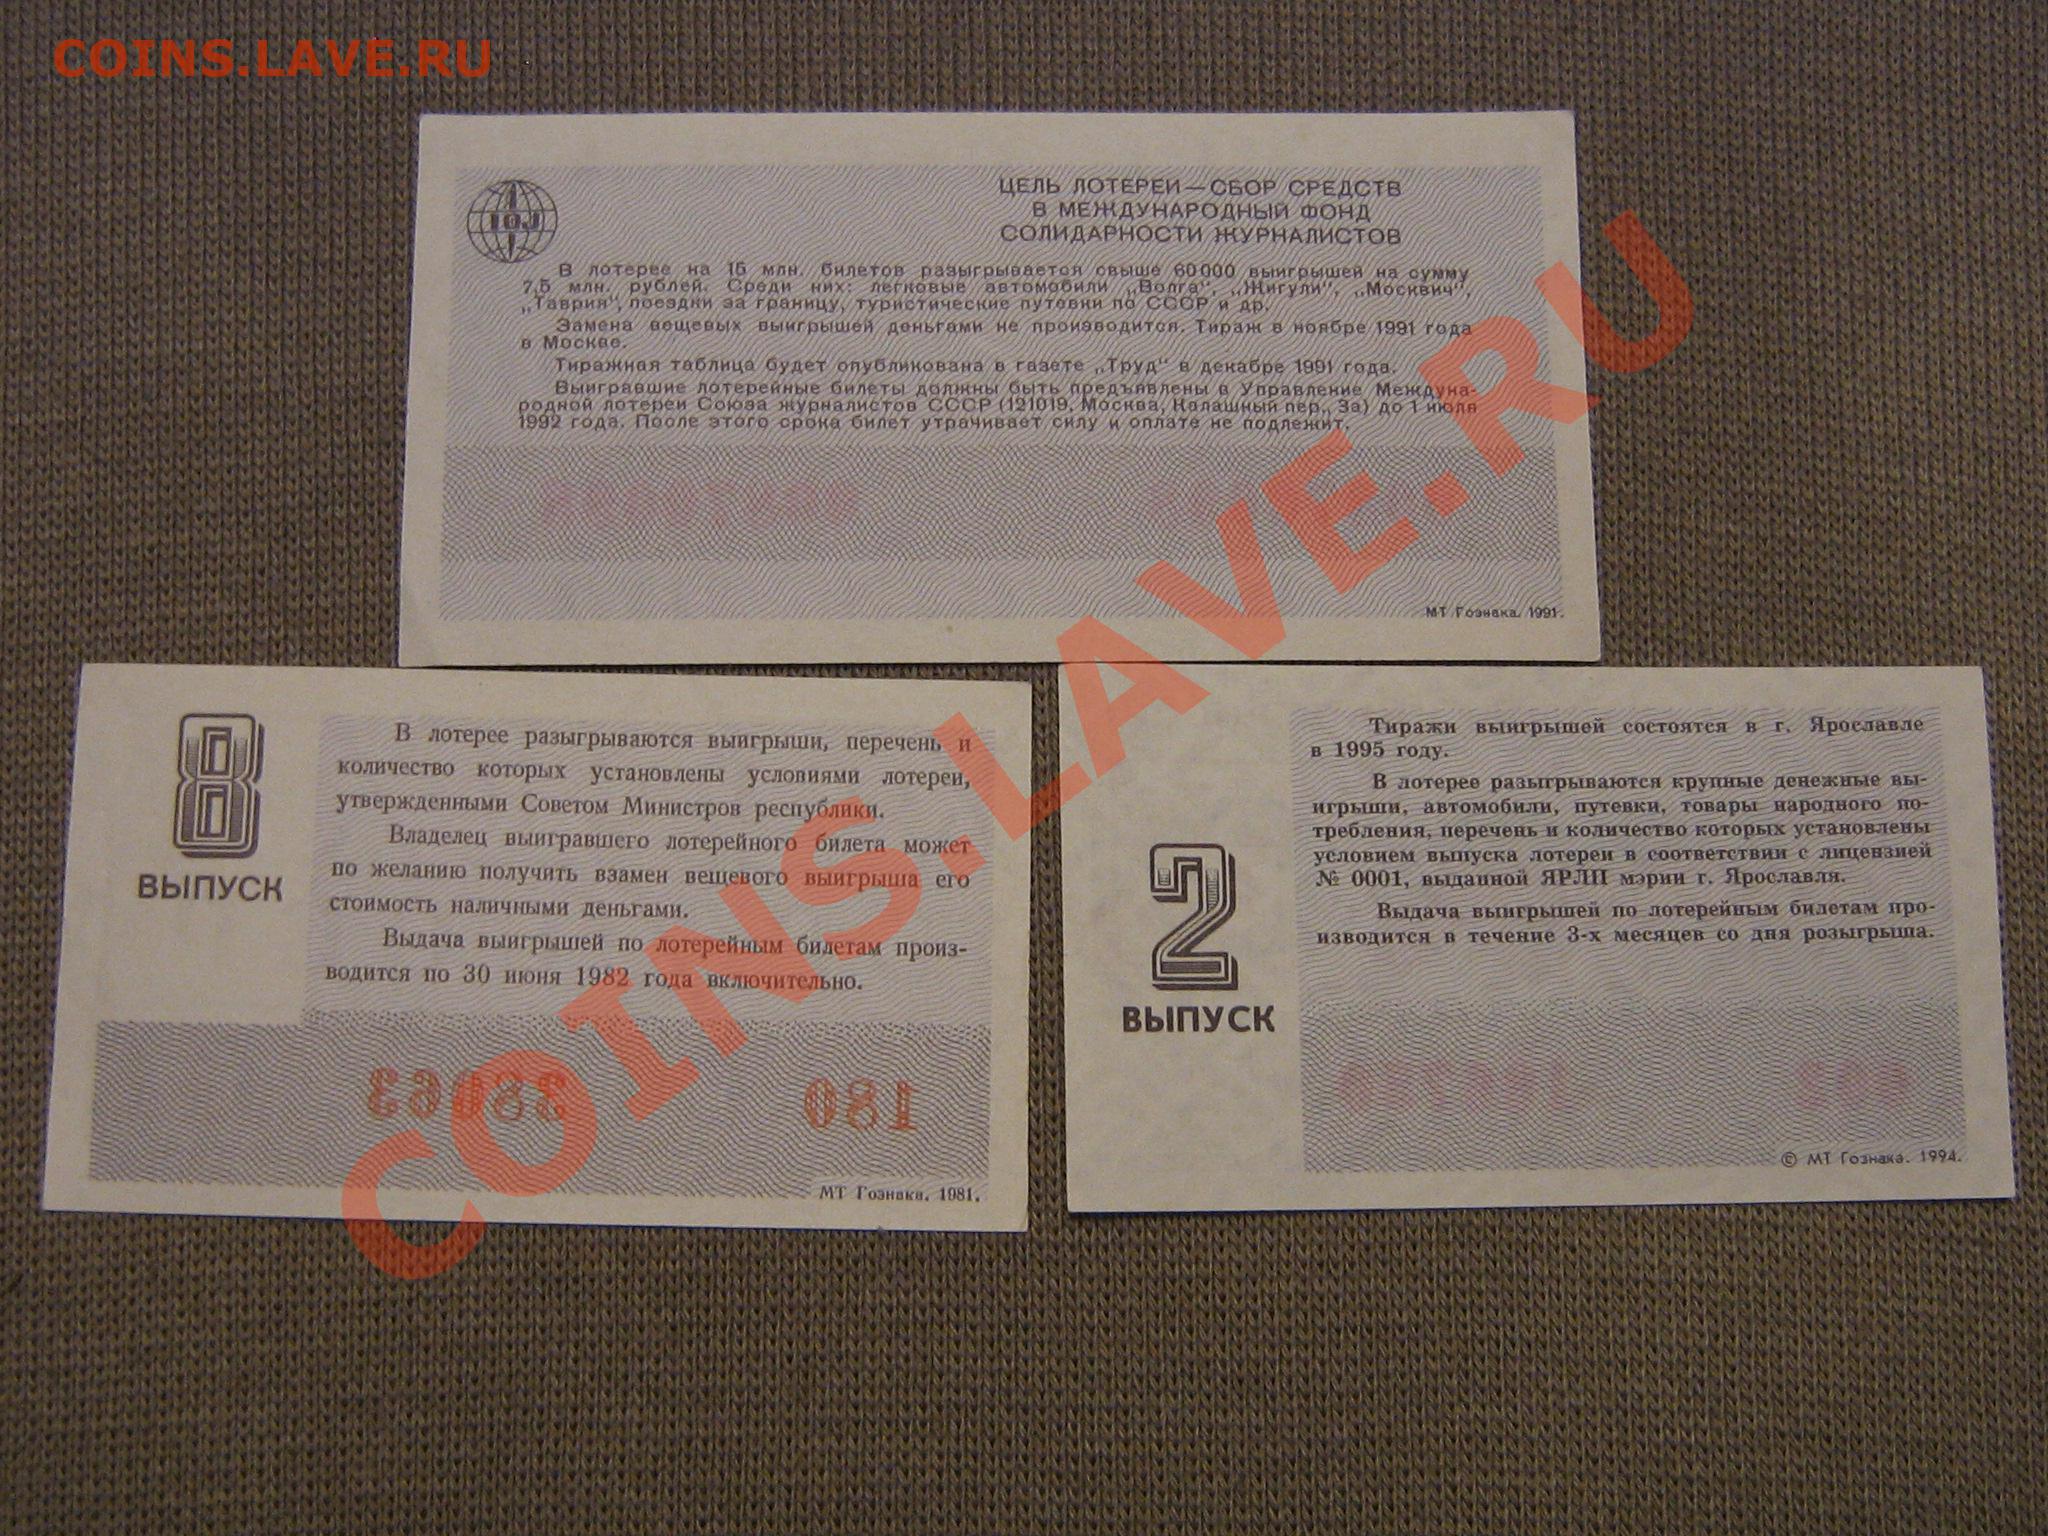 COINS.LAVE.RU
IOJ
ЦЕЛЬ ЛОТЕРЕИ—СБОР СРЕДСТВ
В МЕЖДУНАРОДНЫЙ ФОНД
СОЛИДАРНОСТИ ЖУРНАЛИСТОВ
В лотерее на 15 млн. билетов разыгрывается свыше 60000 выигрышей на сумму
7,5 млн. рублей. Среди них: легковые автомобили „Волга“, „Жигули“, „Москвич“,
„Таврия“, поездки за границу, туристические путевки по СССР и др.
Замена вещевых выигрышей деньгами не производится. Тираж в ноябре 1991 года
в Москве.
Тиражная таблица будет опубликована в газете „Труд“ в декабре 1991 года.
Выигравшие лотерейные билеты должны быть предъявлены в Управление Междуна-
родной лотереи Союза журналистов СССР (121019, Москва, Калашный пер., 3а) до 1 июля
1992 года. После этого срока билет утрачивает силу и оплате не подлежит.
МТ Гознака. 1991.
8
ВЫПУСК
В лотерее разыгрываются выигрыши, перечень и
количество которых установлены условиями лотереи,
утвержденными Советом Министров республики.
Владелец выигравшего лотерейного билета может
по желанию получить взамен вещевого выигрыша его
стоимость наличными деньгами.
Выдача выигрышей по лотерейным билетам произ-
водится по 30 июня 1982 года включительно.
МТ Гознака. 1981.
2
ВЫПУСК
Тиражи выигрышей состоятся в г. Ярославле
в 1995 году.
В лотерее разыгрываются крупные денежные вы-
игрыши, автомобили, путевки, товары народного по-
требления, перечень и количество которых установлены
условием выпуска лотереи в соответствии с лицензией
№ 0001, выданной ЯРЛП мэрии г. Ярославля.
Выдача выигрышей по лотерейным билетам про-
изводится в течение 3-х месяцев со дня розыгрыша.
© МТ Гознака. 1994.
COINS.LAVE.RU